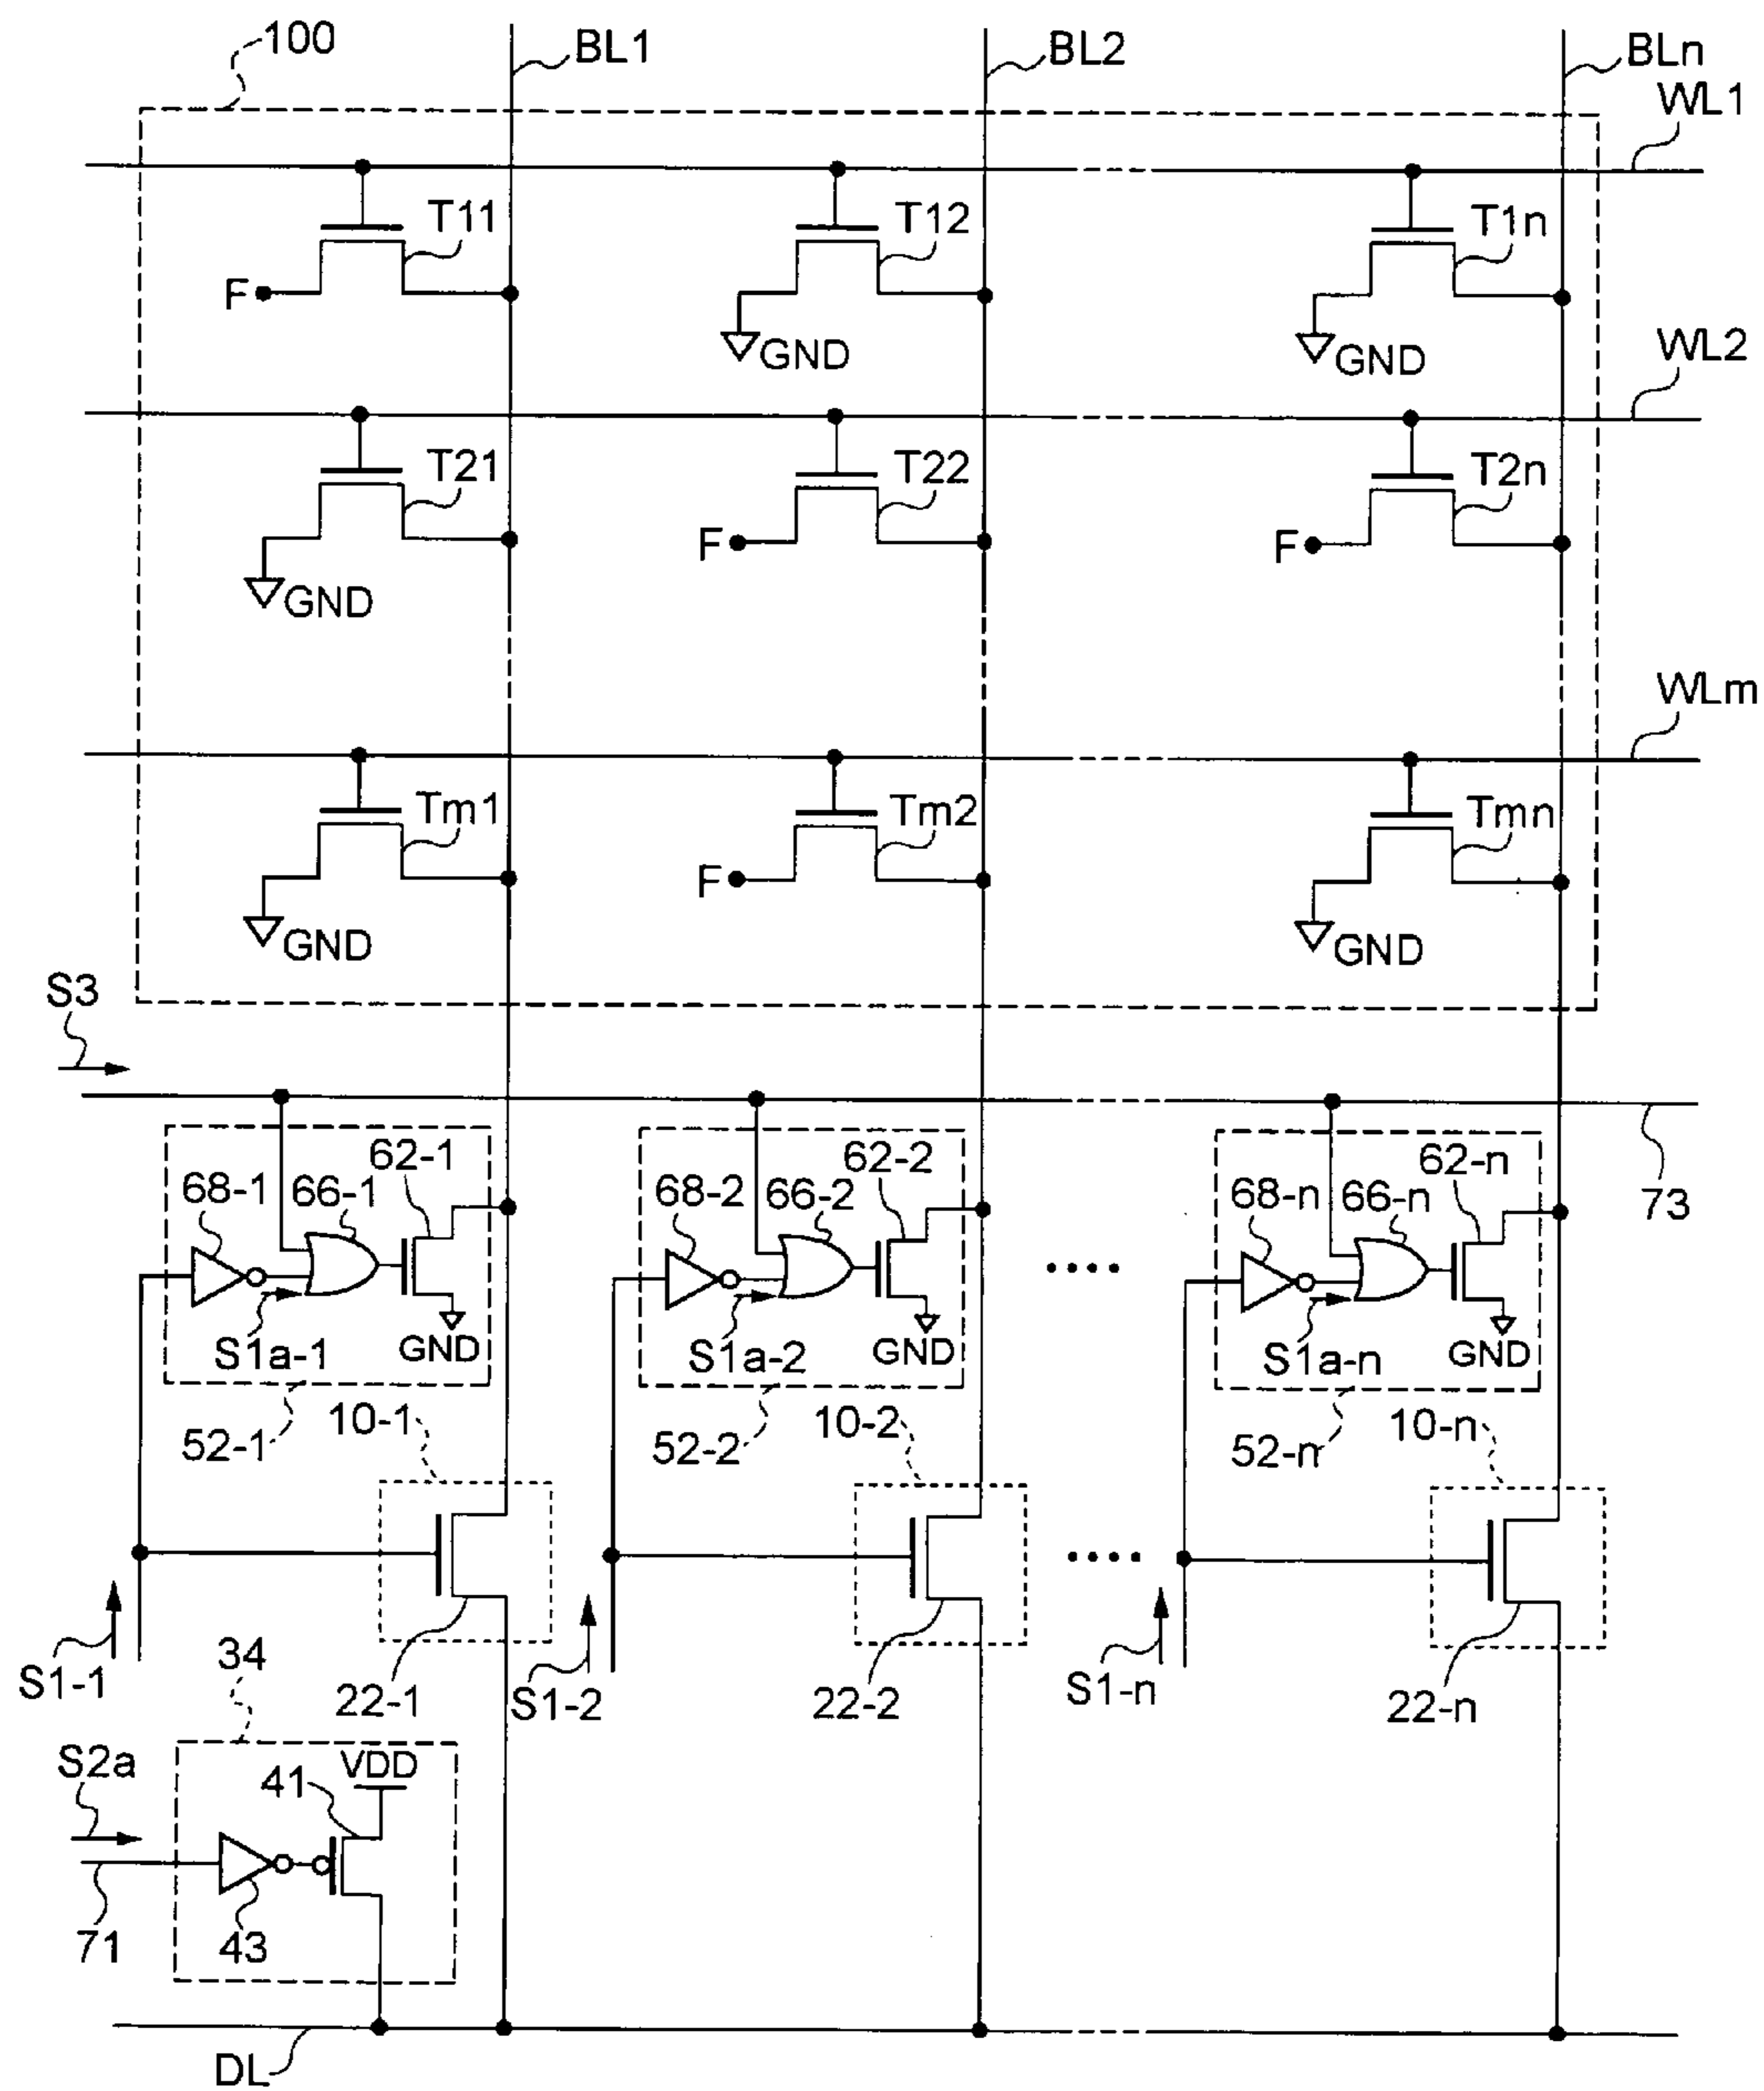 100
BL1
BL2
BLn
WL1
T11
T12
T1n
F
GND
GND
WL2
T21
T22
T2n
GND
F
F
WLm
Tm1
Tm2
Tmn
GND
F
GND
S3
73
62-1
68-1
66-1
S1a-1
GND
62-2
68-2
66-2
S1a-2
GND
62-n
68-n
66-n
S1a-n
GND
52-1
10-1
52-2
10-2
52-n
10-n
S1-1
22-1
S1-2
22-2
S1-n
22-n
34
S2a
41
VDD
71
43
DL